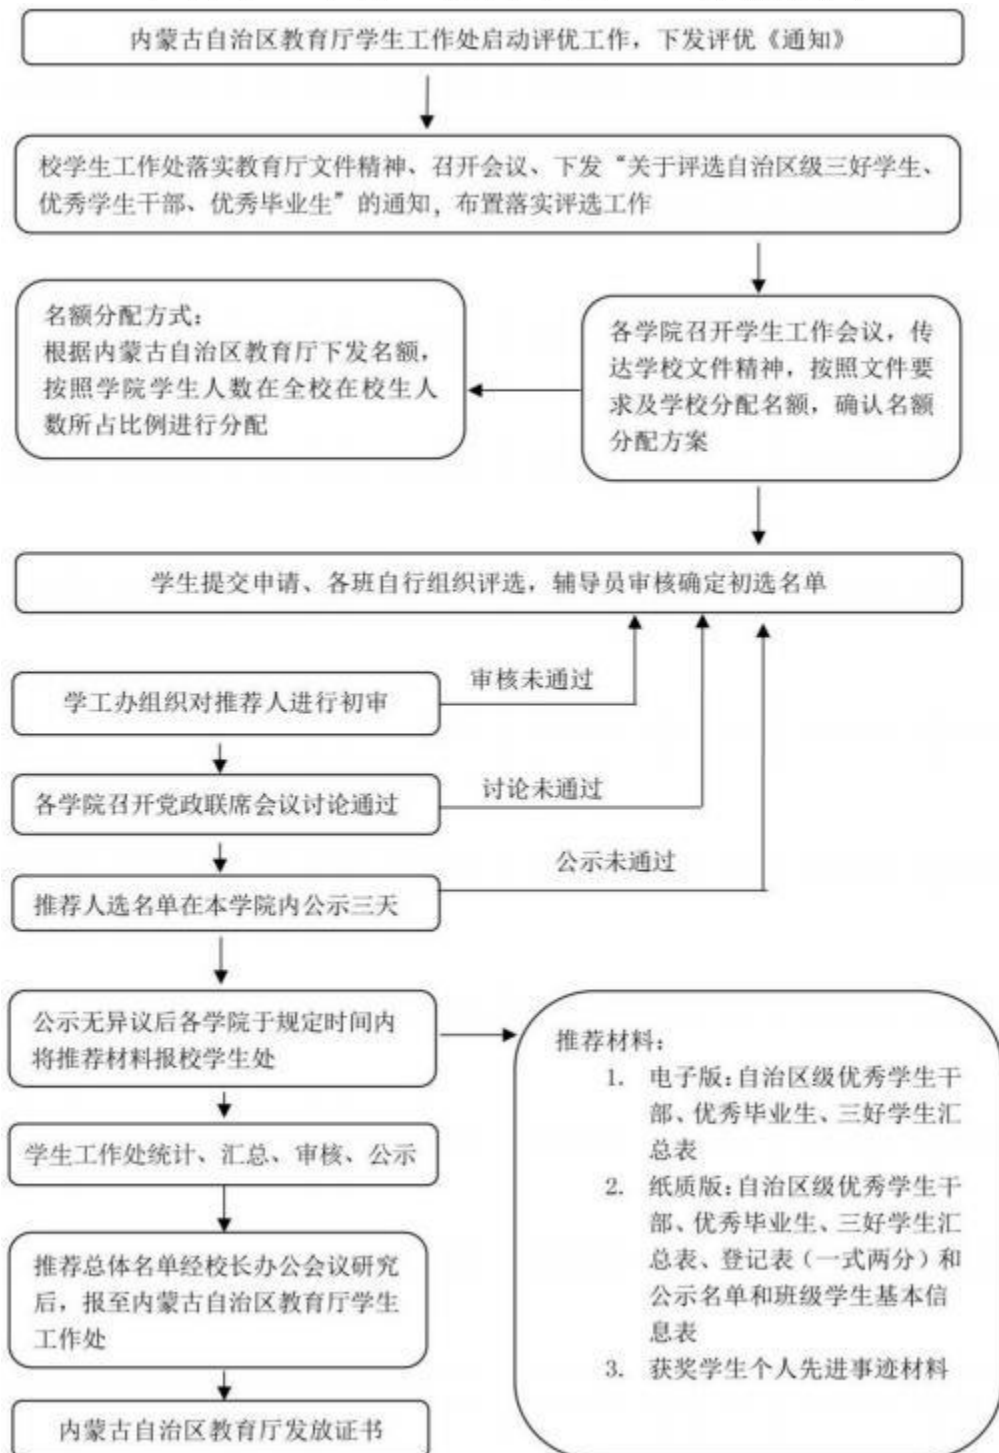 内蒙古自治区教育厅学生工作处启动评优工作，下发评优《通知》
校学生工作处落实教育厅文件精神、召开会议、下发“关于评选自治区级三好学生、
优秀学生干部、优秀毕业生”的通知，布置落实评选工作
名额分配方式：
根据内蒙古自治区教育厅下发名额，
按照学院学生人数在全校在校生人
数所占比例进行分配
各学院召开学生工作会议，传
达学校文件精神，按照文件要
求及学校分配名额，确认名额
分配方案
学生提交申请、各班自行组织评选，辅导员审核确定初选名单
审核未通过
学工办组织对推荐人进行初审
各学院召开党政联席会议讨论通过
讨论未通过
公示未通过
推荐人选名单在本学院内公示三天
公示无异议后各学院于规定时间内
将推荐材料报校学生处
学生工作处统计、汇总、审核、公示
推荐总体名单经校长办公会议研究
后，报至内蒙古自治区教育厅学生
工作处
内蒙古自治区教育厅发放证书
推荐材料：
1. 电子版：自治区级优秀学生干
部、优秀毕业生、三好学生汇
总表
2. 纸质版：自治区级优秀学生干
部、优秀毕业生、三好学生汇
总表、登记表（一式两分）和
公示名单和班级学生基本信
息表
3. 获奖学生个人先进事迹材料